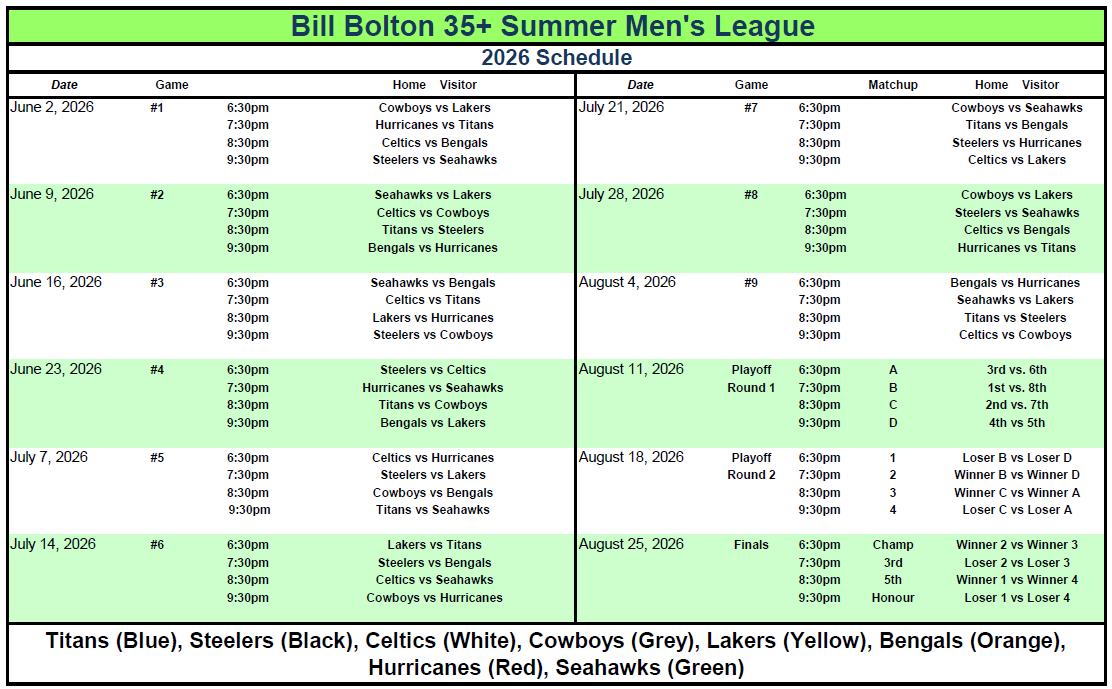 Bill Bolton 35+ Summer Men's League
2026 Schedule
Date Game Home Visitor
June 2, 2026 #1 6:30pm Cowboys vs Lakers
7:30pm Hurricanes vs Titans
8:30pm Celtics vs Bengals
9:30pm Steelers vs Seahawks
June 9, 2026 #2 6:30pm Seahawks vs Lakers
7:30pm Celtics vs Cowboys
8:30pm Titans vs Steelers
9:30pm Bengals vs Hurricanes
June 16, 2026 #3 6:30pm Seahawks vs Bengals
7:30pm Celtics vs Titans
8:30pm Lakers vs Hurricanes
9:30pm Steelers vs Cowboys
June 23, 2026 #4 6:30pm Steelers vs Celtics
7:30pm Hurricanes vs Seahawks
8:30pm Titans vs Cowboys
9:30pm Bengals vs Lakers
July 7, 2026 #5 6:30pm Celtics vs Hurricanes
7:30pm Steelers vs Lakers
8:30pm Cowboys vs Bengals
9:30pm Titans vs Seahawks
July 14, 2026 #6 6:30pm Lakers vs Titans
7:30pm Steelers vs Bengals
8:30pm Celtics vs Seahawks
9:30pm Cowboys vs Hurricanes
Date Game Matchup Home Visitor
July 21, 2026 #7 6:30pm Cowboys vs Seahawks
7:30pm Titans vs Bengals
8:30pm Steelers vs Hurricanes
9:30pm Celtics vs Lakers
July 28, 2026 #8 6:30pm Cowboys vs Lakers
7:30pm Steelers vs Seahawks
8:30pm Celtics vs Bengals
9:30pm Hurricanes vs Titans
August 4, 2026 #9 6:30pm Bengals vs Hurricanes
7:30pm Seahawks vs Lakers
8:30pm Titans vs Steelers
9:30pm Celtics vs Cowboys
August 11, 2026 Playoff 6:30pm A 3rd vs. 6th
Round 1 7:30pm B 1st vs. 8th
8:30pm C 2nd vs. 7th
9:30pm D 4th vs 5th
August 18, 2026 Playoff 6:30pm 1 Loser B vs Loser D
Round 2 7:30pm 2 Winner B vs Winner D
8:30pm 3 Winner C vs Winner A
9:30pm 4 Loser C vs Loser A
August 25, 2026 Finals 6:30pm Champ Winner 2 vs Winner 3
7:30pm 3rd Loser 2 vs Loser 3
8:30pm 5th Winner 1 vs Winner 4
9:30pm Honour Loser 1 vs Loser 4
Titans (Blue), Steelers (Black), Celtics (White), Cowboys (Grey), Lakers (Yellow), Bengals (Orange),
Hurricanes (Red), Seahawks (Green)